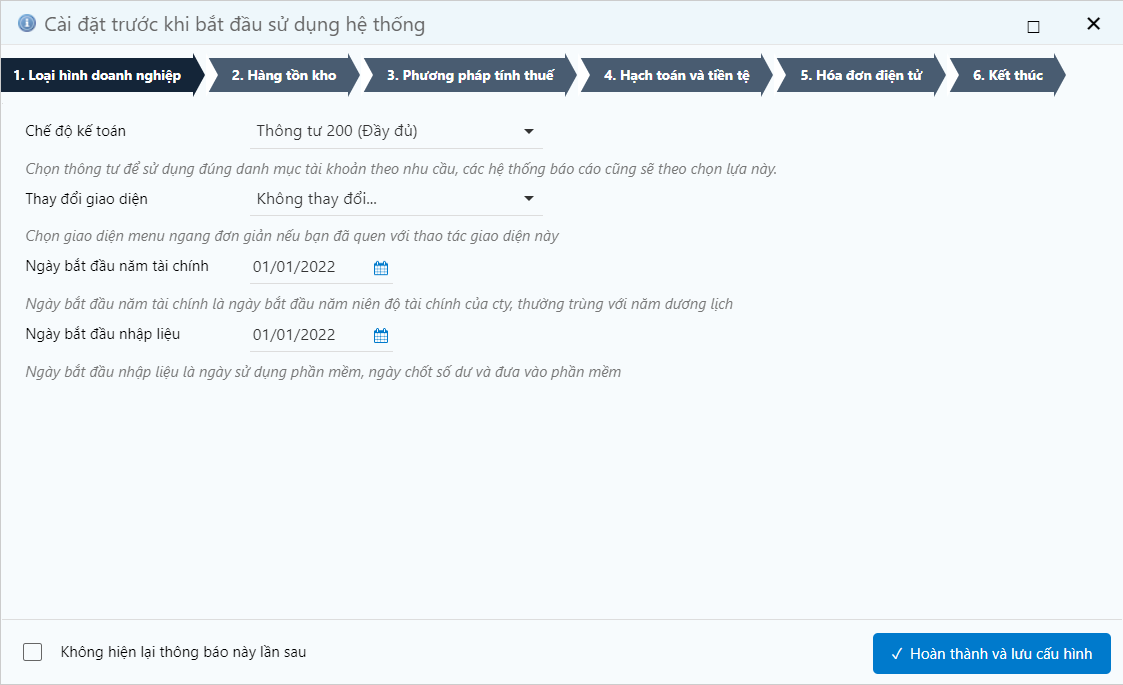 Cài đặt trước khi bắt đầu sử dụng hệ thống
1. Loại hình doanh nghiệp 2. Hàng tồn kho 3. Phương pháp tính thuế 4. Hạch toán và tiền tệ 5. Hóa đơn điện tử 6. Kết thúc
Chế độ kế toán Thông tư 200 (Đầy đủ)
Chọn thông tư để sử dụng đúng danh mục tài khoản theo nhu cầu, các hệ thống báo cáo cũng sẽ theo chọn lựa này.
Thay đổi giao diện Không thay đổi...
Chọn giao diện menu ngang đơn giản nếu bạn đã quen với thao tác giao diện này
Ngày bắt đầu năm tài chính 01/01/2022
Ngày bắt đầu năm tài chính là ngày bắt đầu năm niên độ tài chính của cty, thường trùng với năm dương lịch
Ngày bắt đầu nhập liệu 01/01/2022
Ngày bắt đầu nhập liệu là ngày sử dụng phần mềm, ngày chốt số dư và đưa vào phần mềm
Không hiện lại thông báo này lần sau ✓ Hoàn thành và lưu cấu hình